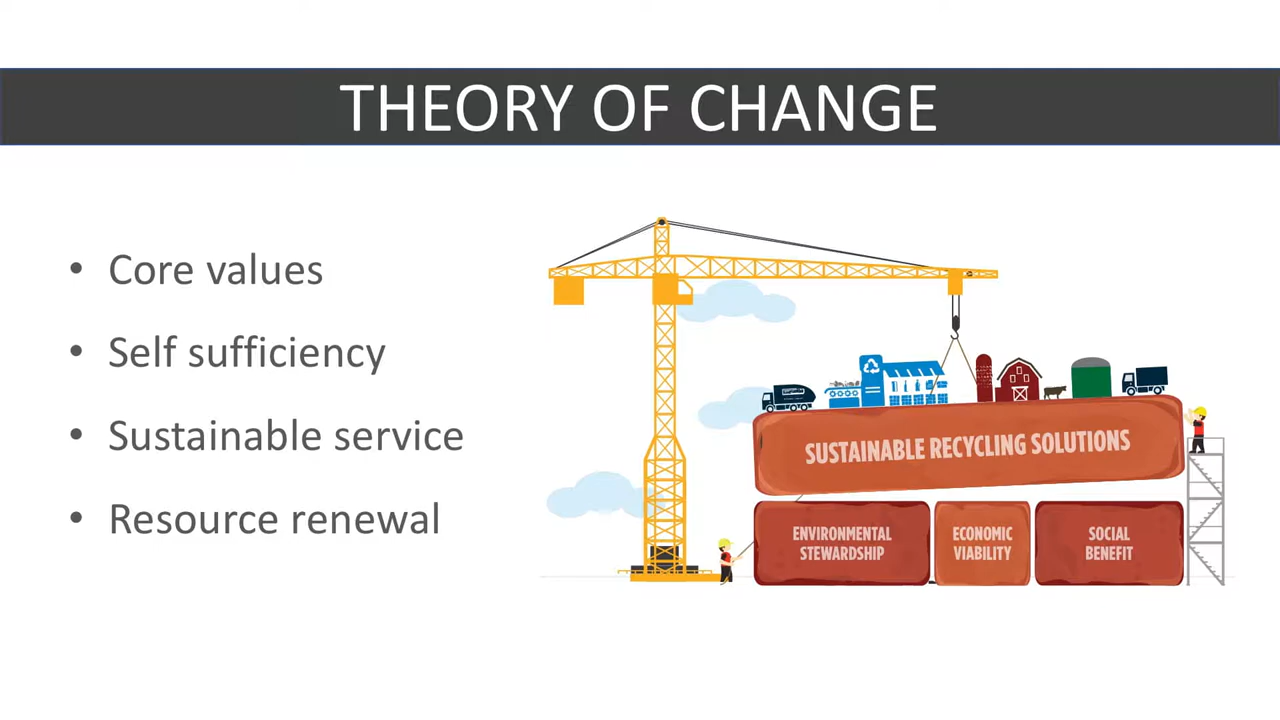 THEORY OF CHANGE
• Core values
• Self sufficiency
• Sustainable service
• Resource renewal
SUSTAINABLE RECYCLING SOLUTIONS
ENVIRONMENTAL
STEWARDSHIP
ECONOMIC
VIABILITY
SOCIAL
BENEFIT